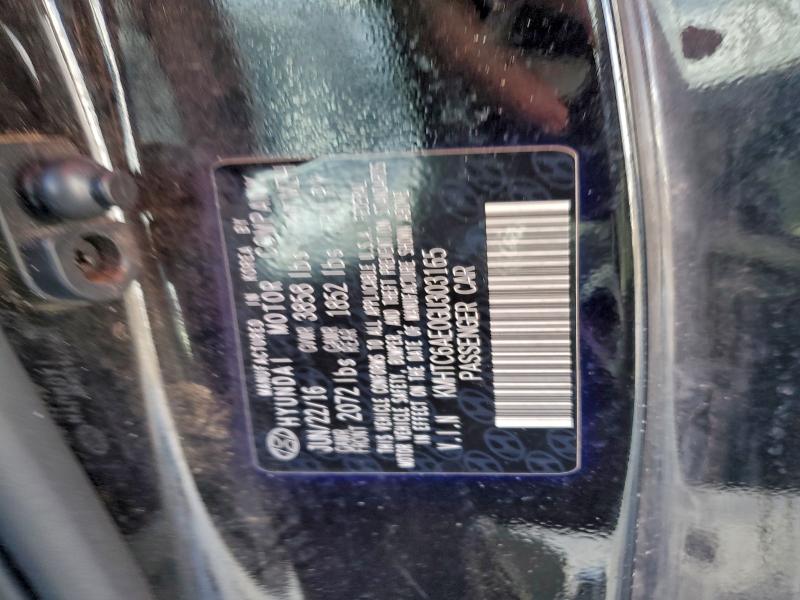 MANUFACTURED IN KOREA BY
HYUNDAI MOTOR COMPANY
JUN/22/16 GVWR 3858 lbs
GAWR FRONT 2072 lbs GAWR REAR 1852 lbs
THIS VEHICLE CONFORMS TO ALL APPLICABLE U.S.A. FEDERAL
MOTOR VEHICLE SAFETY, BUMPER, AND THEFT PREVENTION STANDARDS
IN EFFECT ON THE DATE OF MANUFACTURE SHOWN ABOVE
V.I.N KMHTC6AE0GU303165
PASSENGER CAR